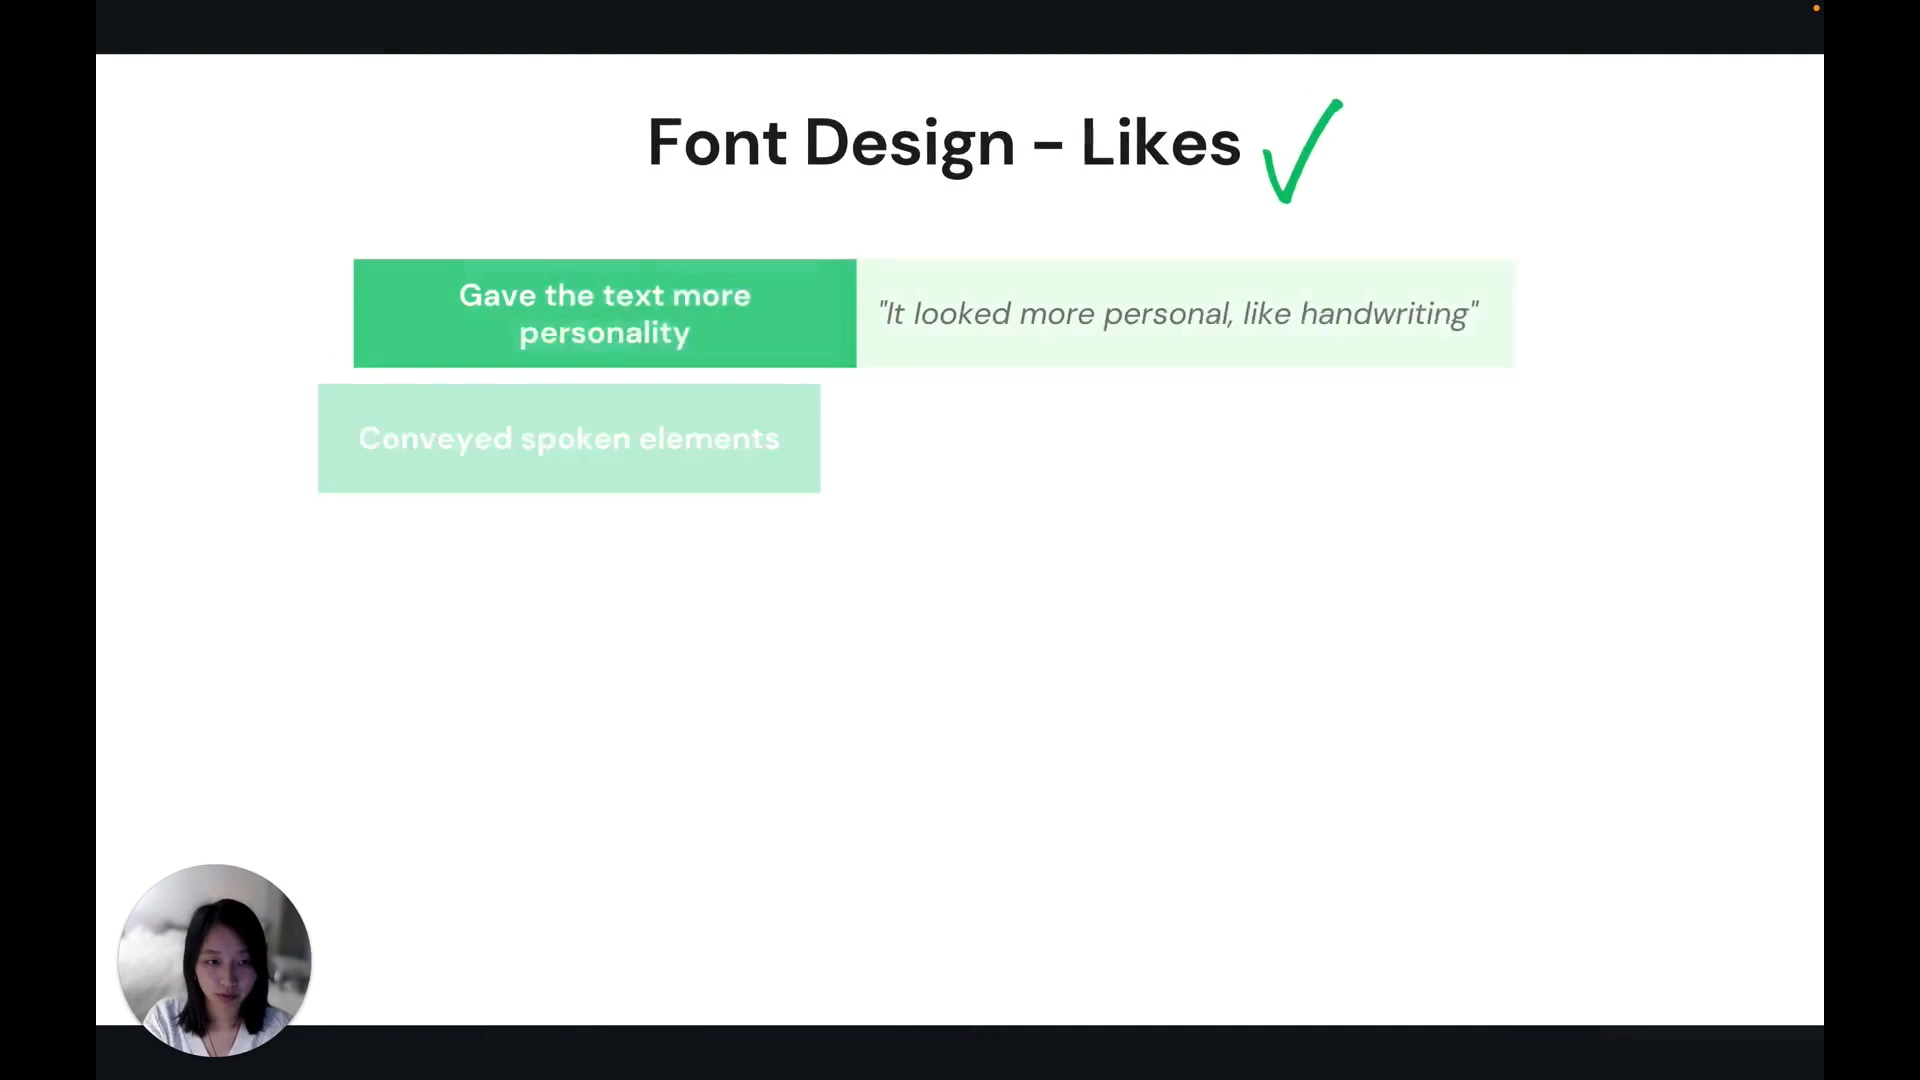 Font Design - Likes
Gave the text more
personality
"It looked more personal, like handwriting"
Conveyed spoken elements